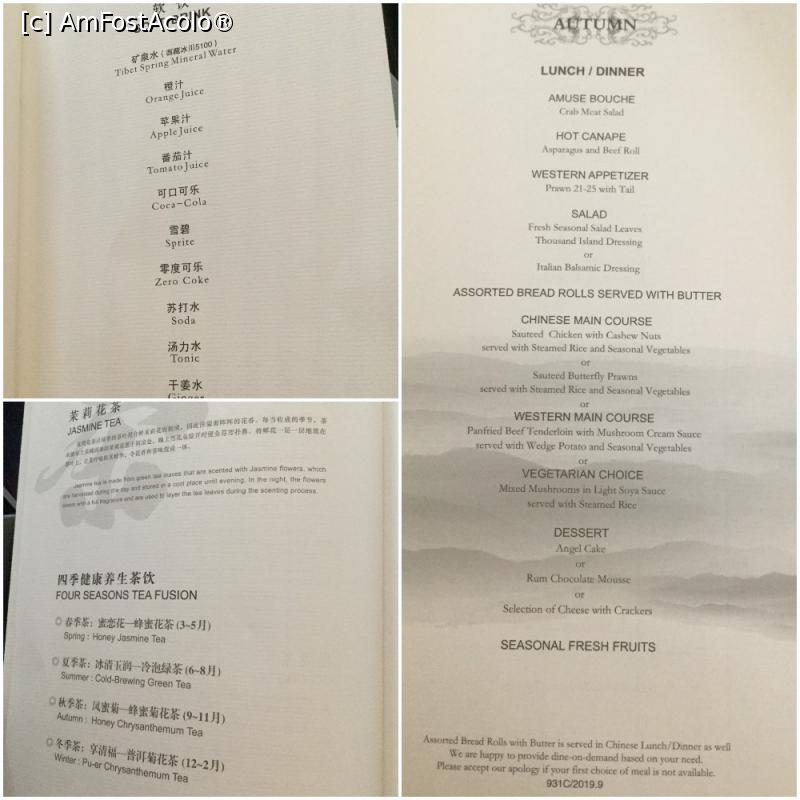 [c] AmFostAcolo®
软 饮
DRINK
矿泉水（西藏冰川5100）
Tibet Spring Mineral Water
橙汁
Orange Juice
苹果汁
Apple Juice
番茄汁
Tomato Juice
可口可乐
Coca-Cola
雪碧
Sprite
零度可乐
Zero Coke
苏打水
Soda
汤力水
Tonic
干姜水
Ginger
茉莉花茶
JASMINE TEA
Jasmine tea is made from green tea leaves that are scented with Jasmine flowers, which
are harvested during the day and stored in a cool place until evening. In the night, the flowers
bloom with a full fragrance and are used to layer the tea leaves during the scenting process.
四季健康养生茶饮
FOUR SEASONS TEA FUSION
春季茶：蜜恋花—蜂蜜花茶 (3~5月)
Spring : Honey Jasmine Tea
夏季茶：冰清玉润—冷泡绿茶 (6~8月)
Summer : Cold-Brewing Green Tea
秋季茶：凤蜜菊—蜂蜜菊花茶 (9~11月)
Autumn : Honey Chrysanthemum Tea
冬季茶：享清福—普洱菊花茶 (12~2月)
Winter : Pu-er Chrysanthemum Tea
AUTUMN
LUNCH / DINNER
AMUSE BOUCHE
Crab Meat Salad
HOT CANAPE
Asparagus and Beef Roll
WESTERN APPETIZER
Prawn 21-25 with Tail
SALAD
Fresh Seasonal Salad Leaves
Thousand Island Dressing
or
Italian Balsamic Dressing
ASSORTED BREAD ROLLS SERVED WITH BUTTER
CHINESE MAIN COURSE
Sauteed Chicken with Cashew Nuts
served with Steamed Rice and Seasonal Vegetables
or
Sauteed Butterfly Prawns
served with Steamed Rice and Seasonal Vegetables
or
WESTERN MAIN COURSE
Panfried Beef Tenderloin with Mushroom Cream Sauce
served with Wedge Potato and Seasonal Vegetables
or
VEGETARIAN CHOICE
Mixed Mushrooms in Light Soya Sauce
served with Steamed Rice
DESSERT
Angel Cake
or
Rum Chocolate Mousse
or
Selection of Cheese with Crackers
SEASONAL FRESH FRUITS
Assorted Bread Rolls with Butter is served in Chinese Lunch/Dinner as well
We are happy to provide dine-on-demand based on your need.
Please accept our apology if your first choice of meal is not available.
931C/2019.9